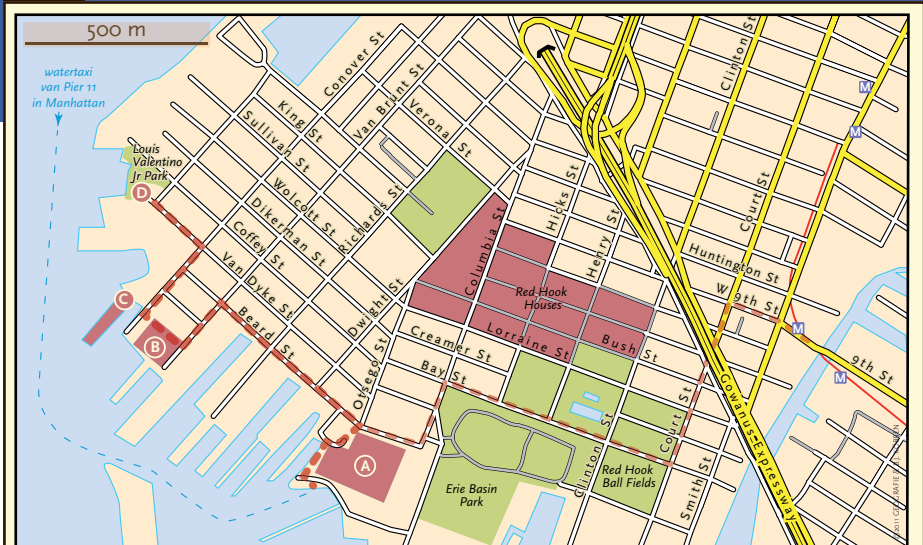 500 m
watertaxi
van Pier 11
in Manhattan
Conover St
Van Brunt St
Verona St
King St
Sullivan St
Wolcott St
Dikerman St
Coffey St
Van Dyke St
Beard St
Richards St
Dwight St
Otsego St
Louis
Valentino
Jr Park
D
C
B
A
Columbia St
Hicks St
Henry St
Clinton St
Court St
Huntington St
W 9th St
9th St
M
M
M
M
Red Hook
Houses
Creamer St
Lorraine St
Bush St
Bay St
Clinton St
Court St
Smith St
Gowanus-Expressway
Erie Basin
Park
Red Hook
Ball Fields